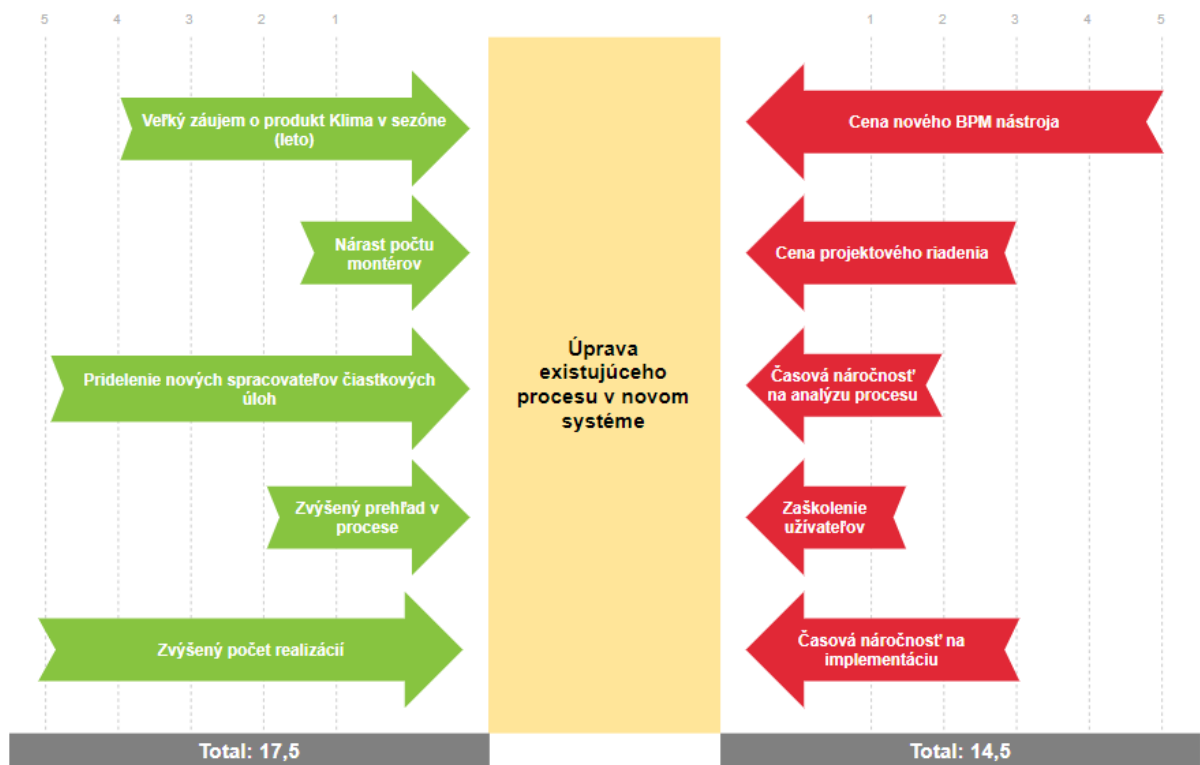 5 4 3 2 1 1 2 3 4 5
Veľký záujem o produkt Klima v sezóne
(leto)
Cena nového BPM nástroja
Nárast počtu
montérov
Cena projektového riadenia
Úprava
existujúceho
procesu v novom
systéme
Pridelenie nových spracovateľov čiastkových
úloh
Časová náročnosť
na analýzu procesu
Zvýšený prehľad v
procese
Zaškolenie
užívateľov
Zvýšený počet realizácií
Časová náročnosť na
implementáciu
Total: 17,5
Total: 14,5